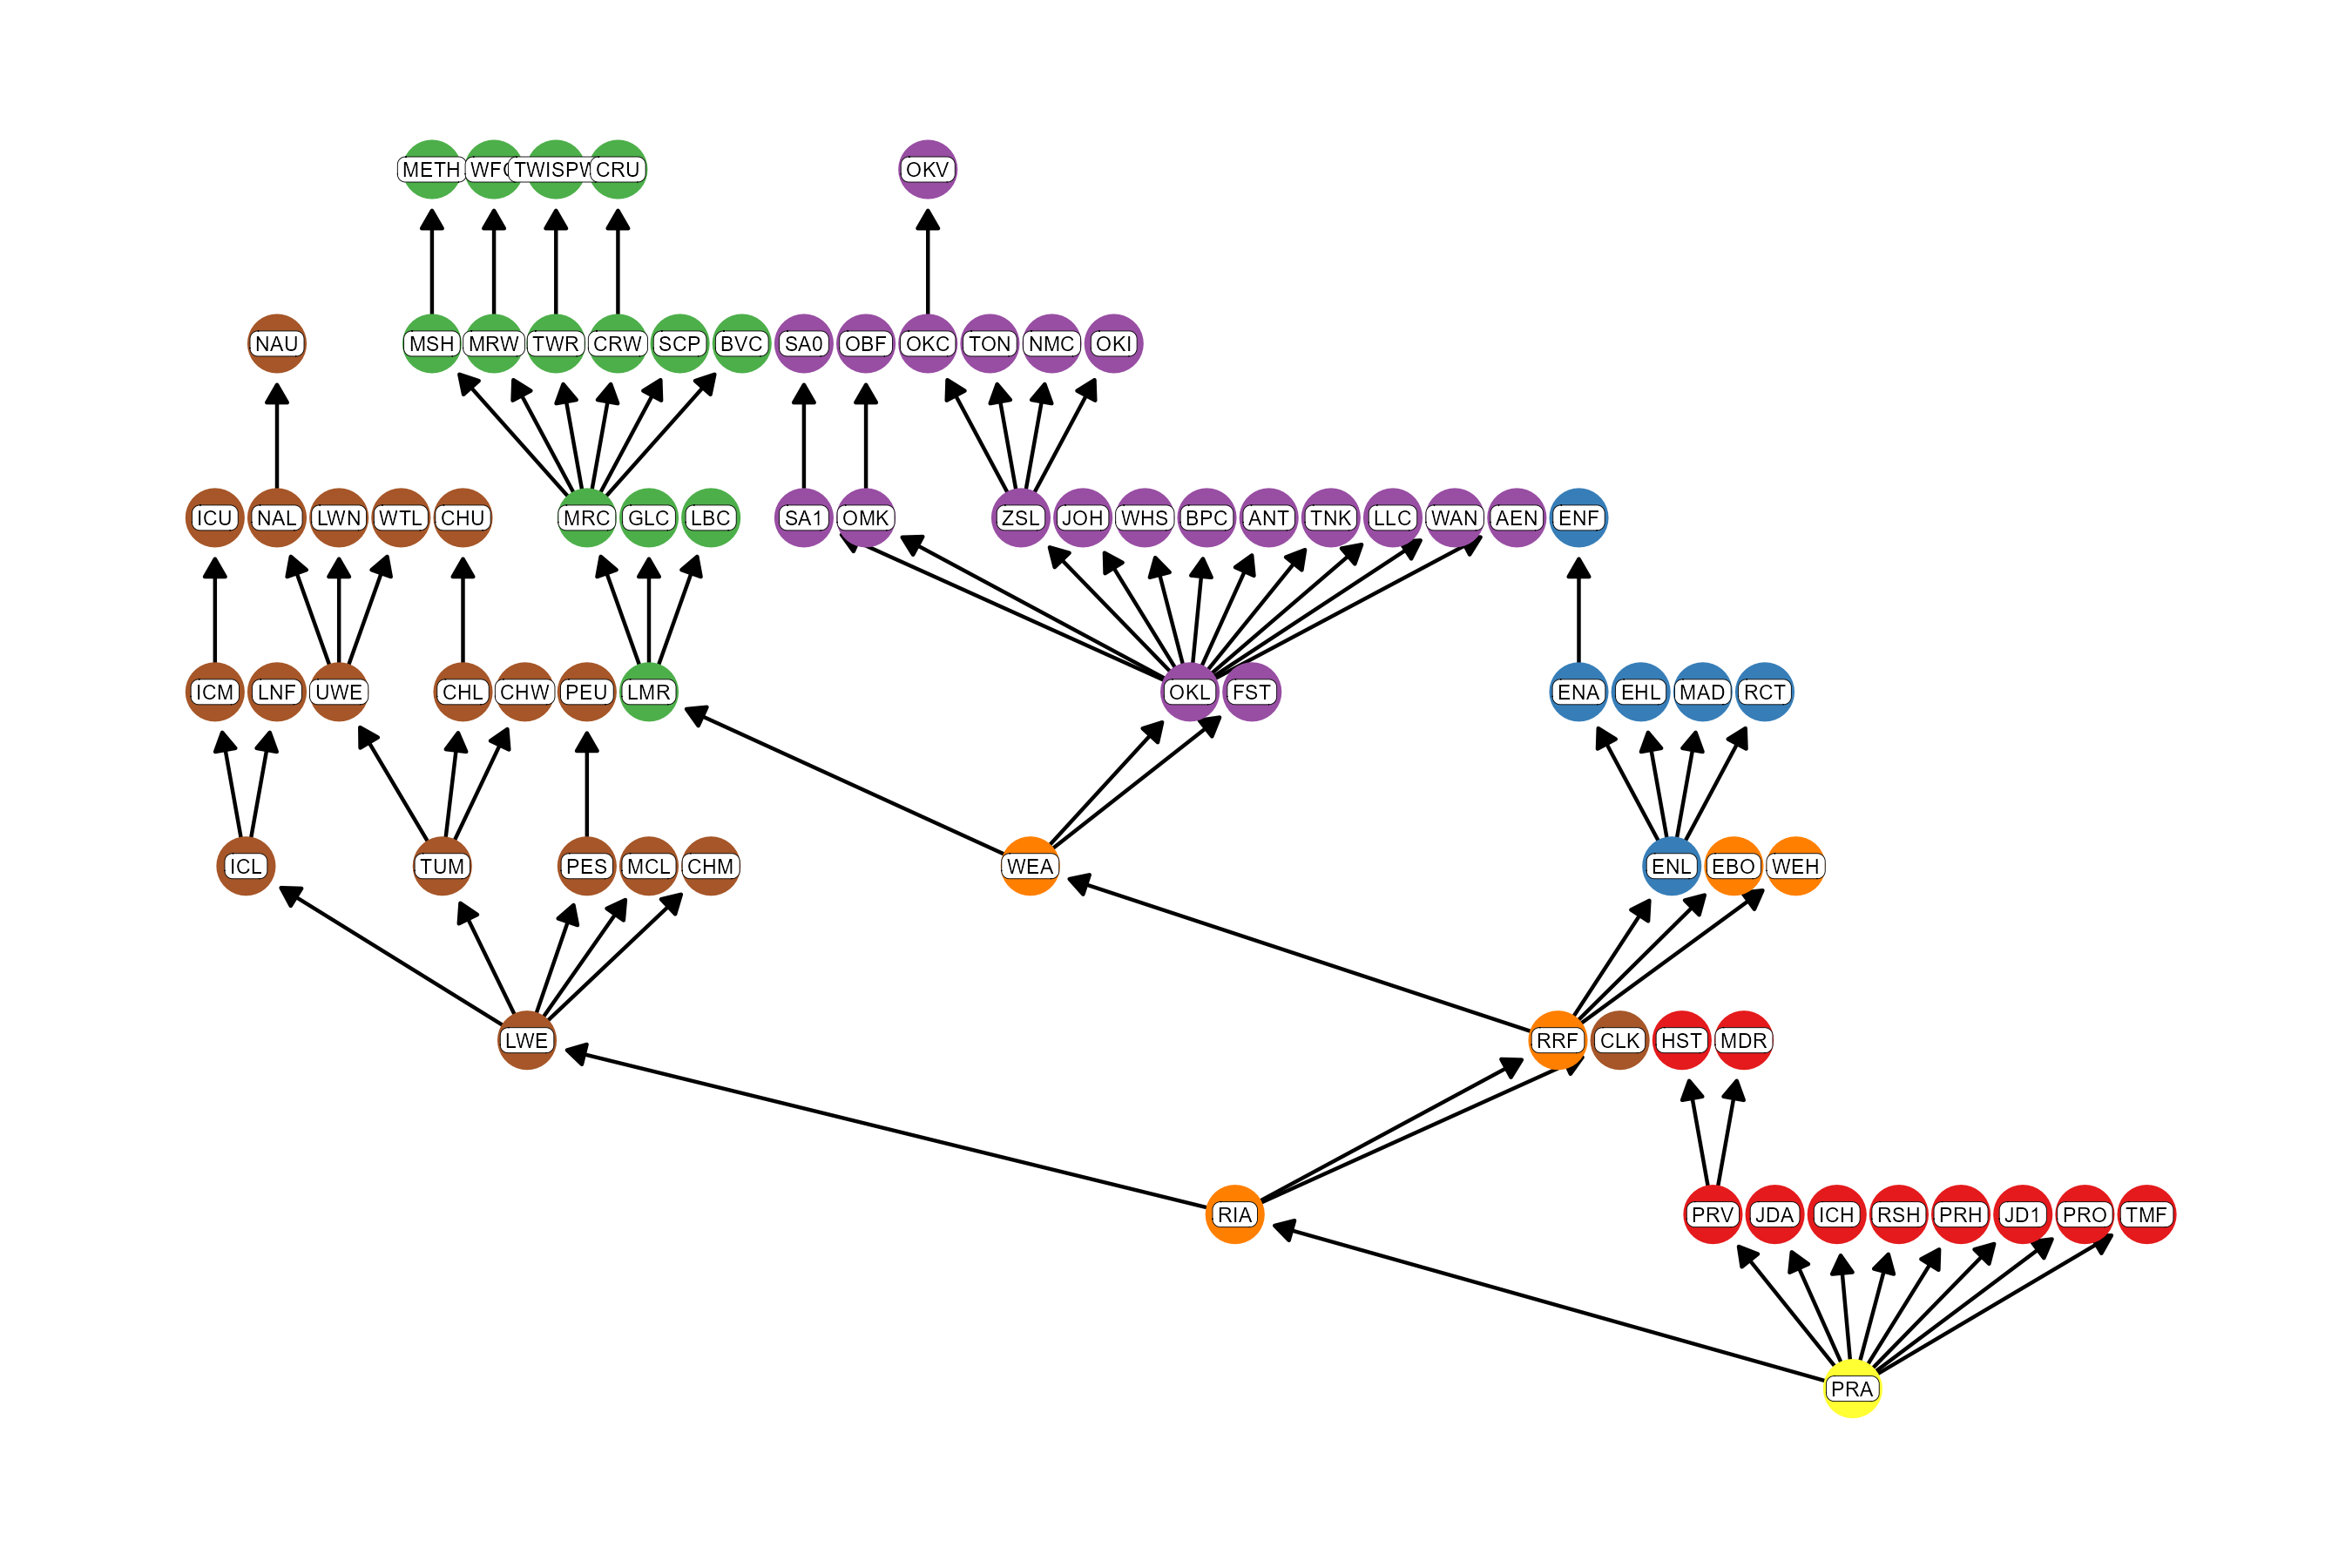 METH WFC TWISPW CRU OKV
NAU MSH MRW TWR CRW SCP BVC SA0 OBF OKC TON NMC OKI
ICU NAL LWN WTL CHU MRC GLC LBC SA1 OMK ZSL JOH WHS BPC ANT TNK LLC WAN AEN ENF
ICM LNF UWE CHL CHW PEU LMR OKL FST ENA EHL MAD RCT
ICL TUM PES MCL CHM WEA ENL EBO WEH
LWE RRF CLK HST MDR
RIA PRV JDA ICH RSH PRH JD1 PRO TMF
PRA